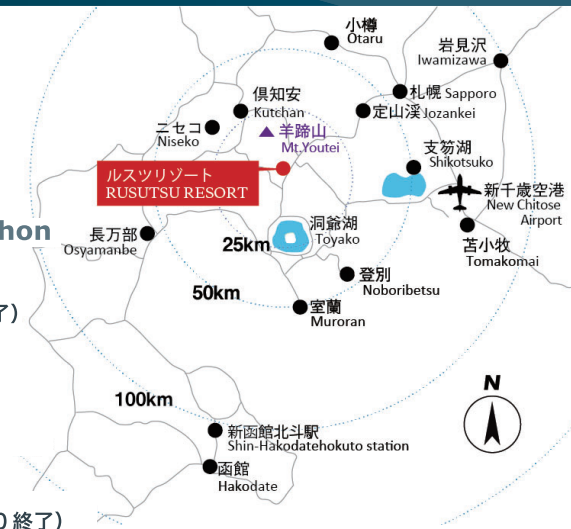 小樽
Otaru
岩見沢
Iwamizawa
倶知安
Kutchan
札幌 Sapporo
定山渓 Jozankei
ニセコ
Niseko
羊蹄山
Mt.Youtei
支笏湖
Shikotsuko
ルスツリゾート
RUSUTSU RESORT
新千歳空港
New Chitose
Airport
hon
長万部
Osyamanbe
洞爺湖
Toyako
25km
苫小牧
Tomakomai
登別
Noboribetsu
50km
室蘭
Muroran
了）
100km
N
新函館北斗駅
Shin-Hakodatehokuto station
函館
Hakodate
0 終了）